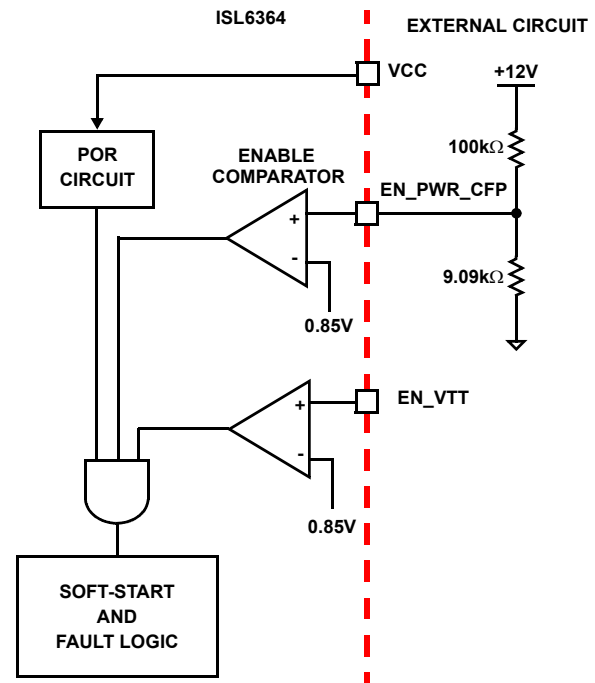 ISL6364
EXTERNAL CIRCUIT
VCC
+12V
POR
CIRCUIT
ENABLE
COMPARATOR
100kΩ
EN_PWR_CFP
+
-
0.85V
9.09kΩ
EN_VTT
+
-
0.85V
SOFT-START
AND
FAULT LOGIC